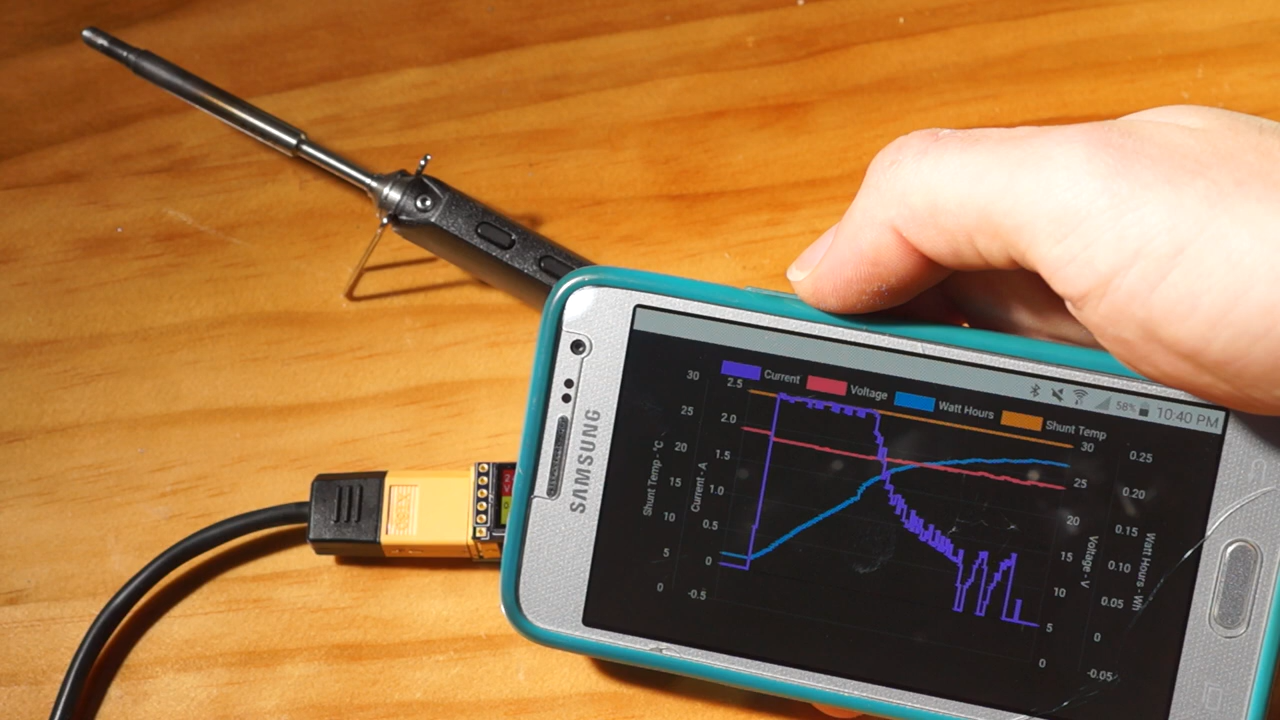 Current
Voltage
Watt Hours
Shunt Temp
58%
10:40 PM
SAMSUNG
30
25
20
15
10
5
0
Shunt Temp - °C
2.5
2.0
1.5
1.0
0.5
0
-0.5
Current - A
30
25
20
15
10
5
0
Voltage - V
0.25
0.20
0.15
0.10
0.05
0
-0.05
Watt Hours - Wh